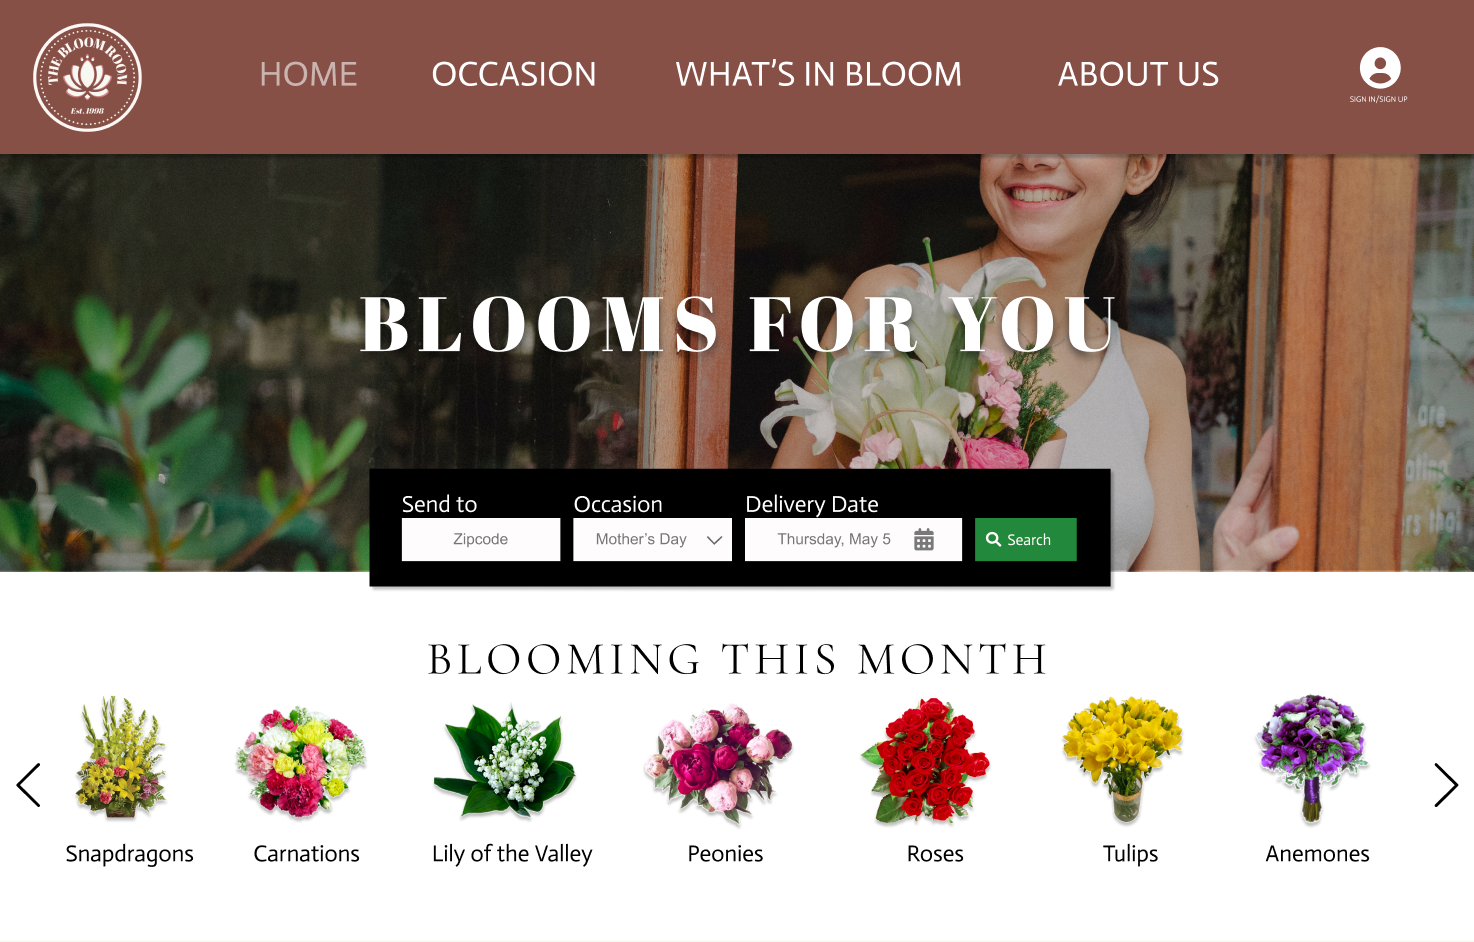 THE BLOOM ROOM
Est. 1998
HOME
OCCASION
WHAT’S IN BLOOM
ABOUT US
SIGN IN/SIGN UP
BLOOMS FOR YOU
are
Send to
Occasion
Delivery Date
Zipcode
Mother’s Day
Thursday, May 5
Search
BLOOMING THIS MONTH
Snapdragons
Carnations
Lily of the Valley
Peonies
Roses
Tulips
Anemones